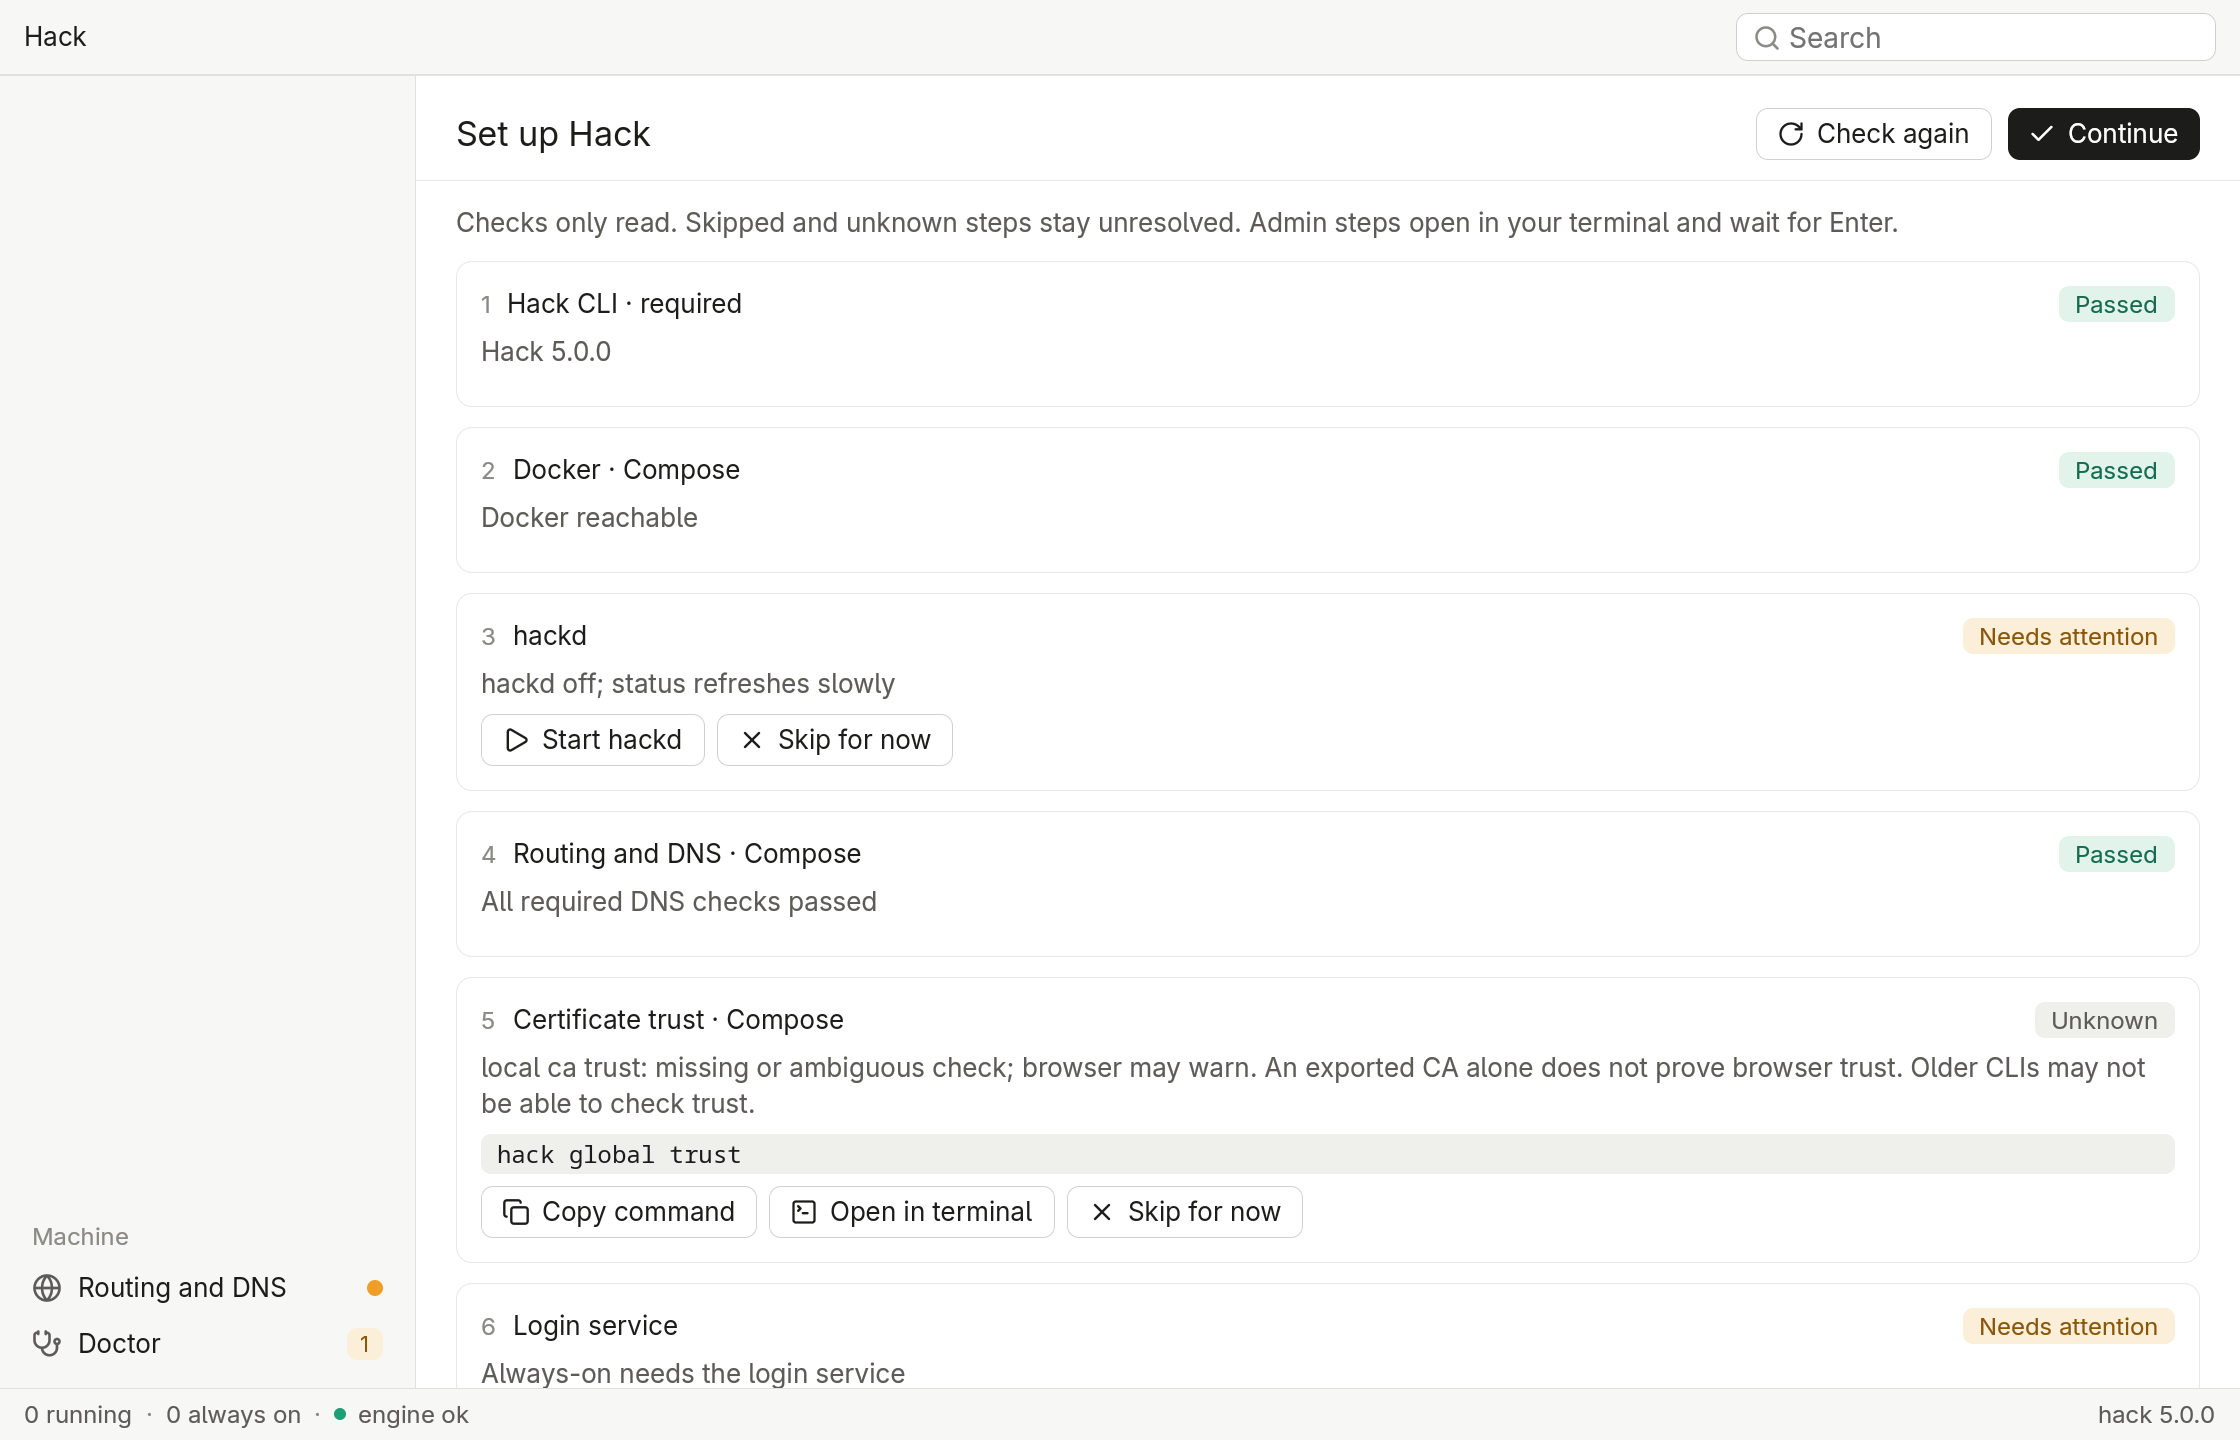 Hack
Search
Set up Hack
Check again
Continue
Checks only read. Skipped and unknown steps stay unresolved. Admin steps open in your terminal and wait for Enter.
1 Hack CLI · required
Passed
Hack 5.0.0
2 Docker · Compose
Passed
Docker reachable
3 hackd
Needs attention
hackd off; status refreshes slowly
Start hackd
Skip for now
4 Routing and DNS · Compose
Passed
All required DNS checks passed
5 Certificate trust · Compose
Unknown
local ca trust: missing or ambiguous check; browser may warn. An exported CA alone does not prove browser trust. Older CLIs may not
be able to check trust.
hack global trust
Copy command
Open in terminal
Skip for now
6 Login service
Needs attention
Always-on needs the login service
Machine
Routing and DNS
Doctor
1
0 running · 0 always on · engine ok
hack 5.0.0